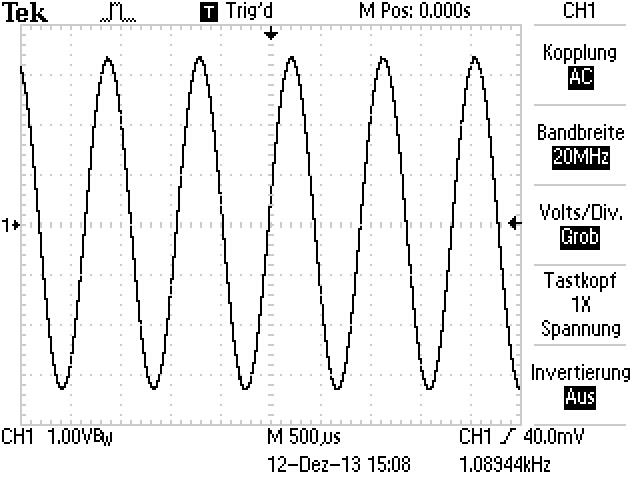 Tek T Trig'd M Pos: 0.000s CH1
Kopplung
AC
Bandbreite
20MHz
1
Volts/Div.
Grob
Tastkopf
1X
Spannung
Invertierung
Aus
CH1 1.00VBW M 500µs CH1 40.0mV
12-Dez-13 15:08 1.08944kHz